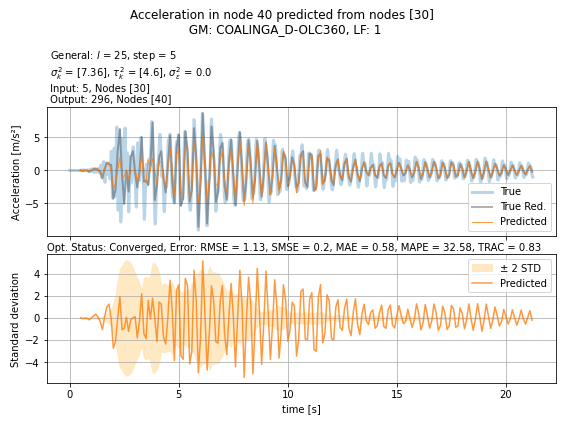 Acceleration in node 40 predicted from nodes [30]
GM: COALINGA_D-OLC360, LF: 1
General: l = 25, step = 5
σ²ₖ = [7.36], τ²ₖ = [4.6], σ²ε = 0.0
Input: 5, Nodes [30]
Output: 296, Nodes [40]
Acceleration [m/s²]
5
0
−5
True
True Red.
Predicted
Opt. Status: Converged, Error: RMSE = 1.13, SMSE = 0.2, MAE = 0.58, MAPE = 32.58, TRAC = 0.83
Standard deviation
4
2
0
−2
−4
± 2 STD
Predicted
0 5 10 15 20
time [s]